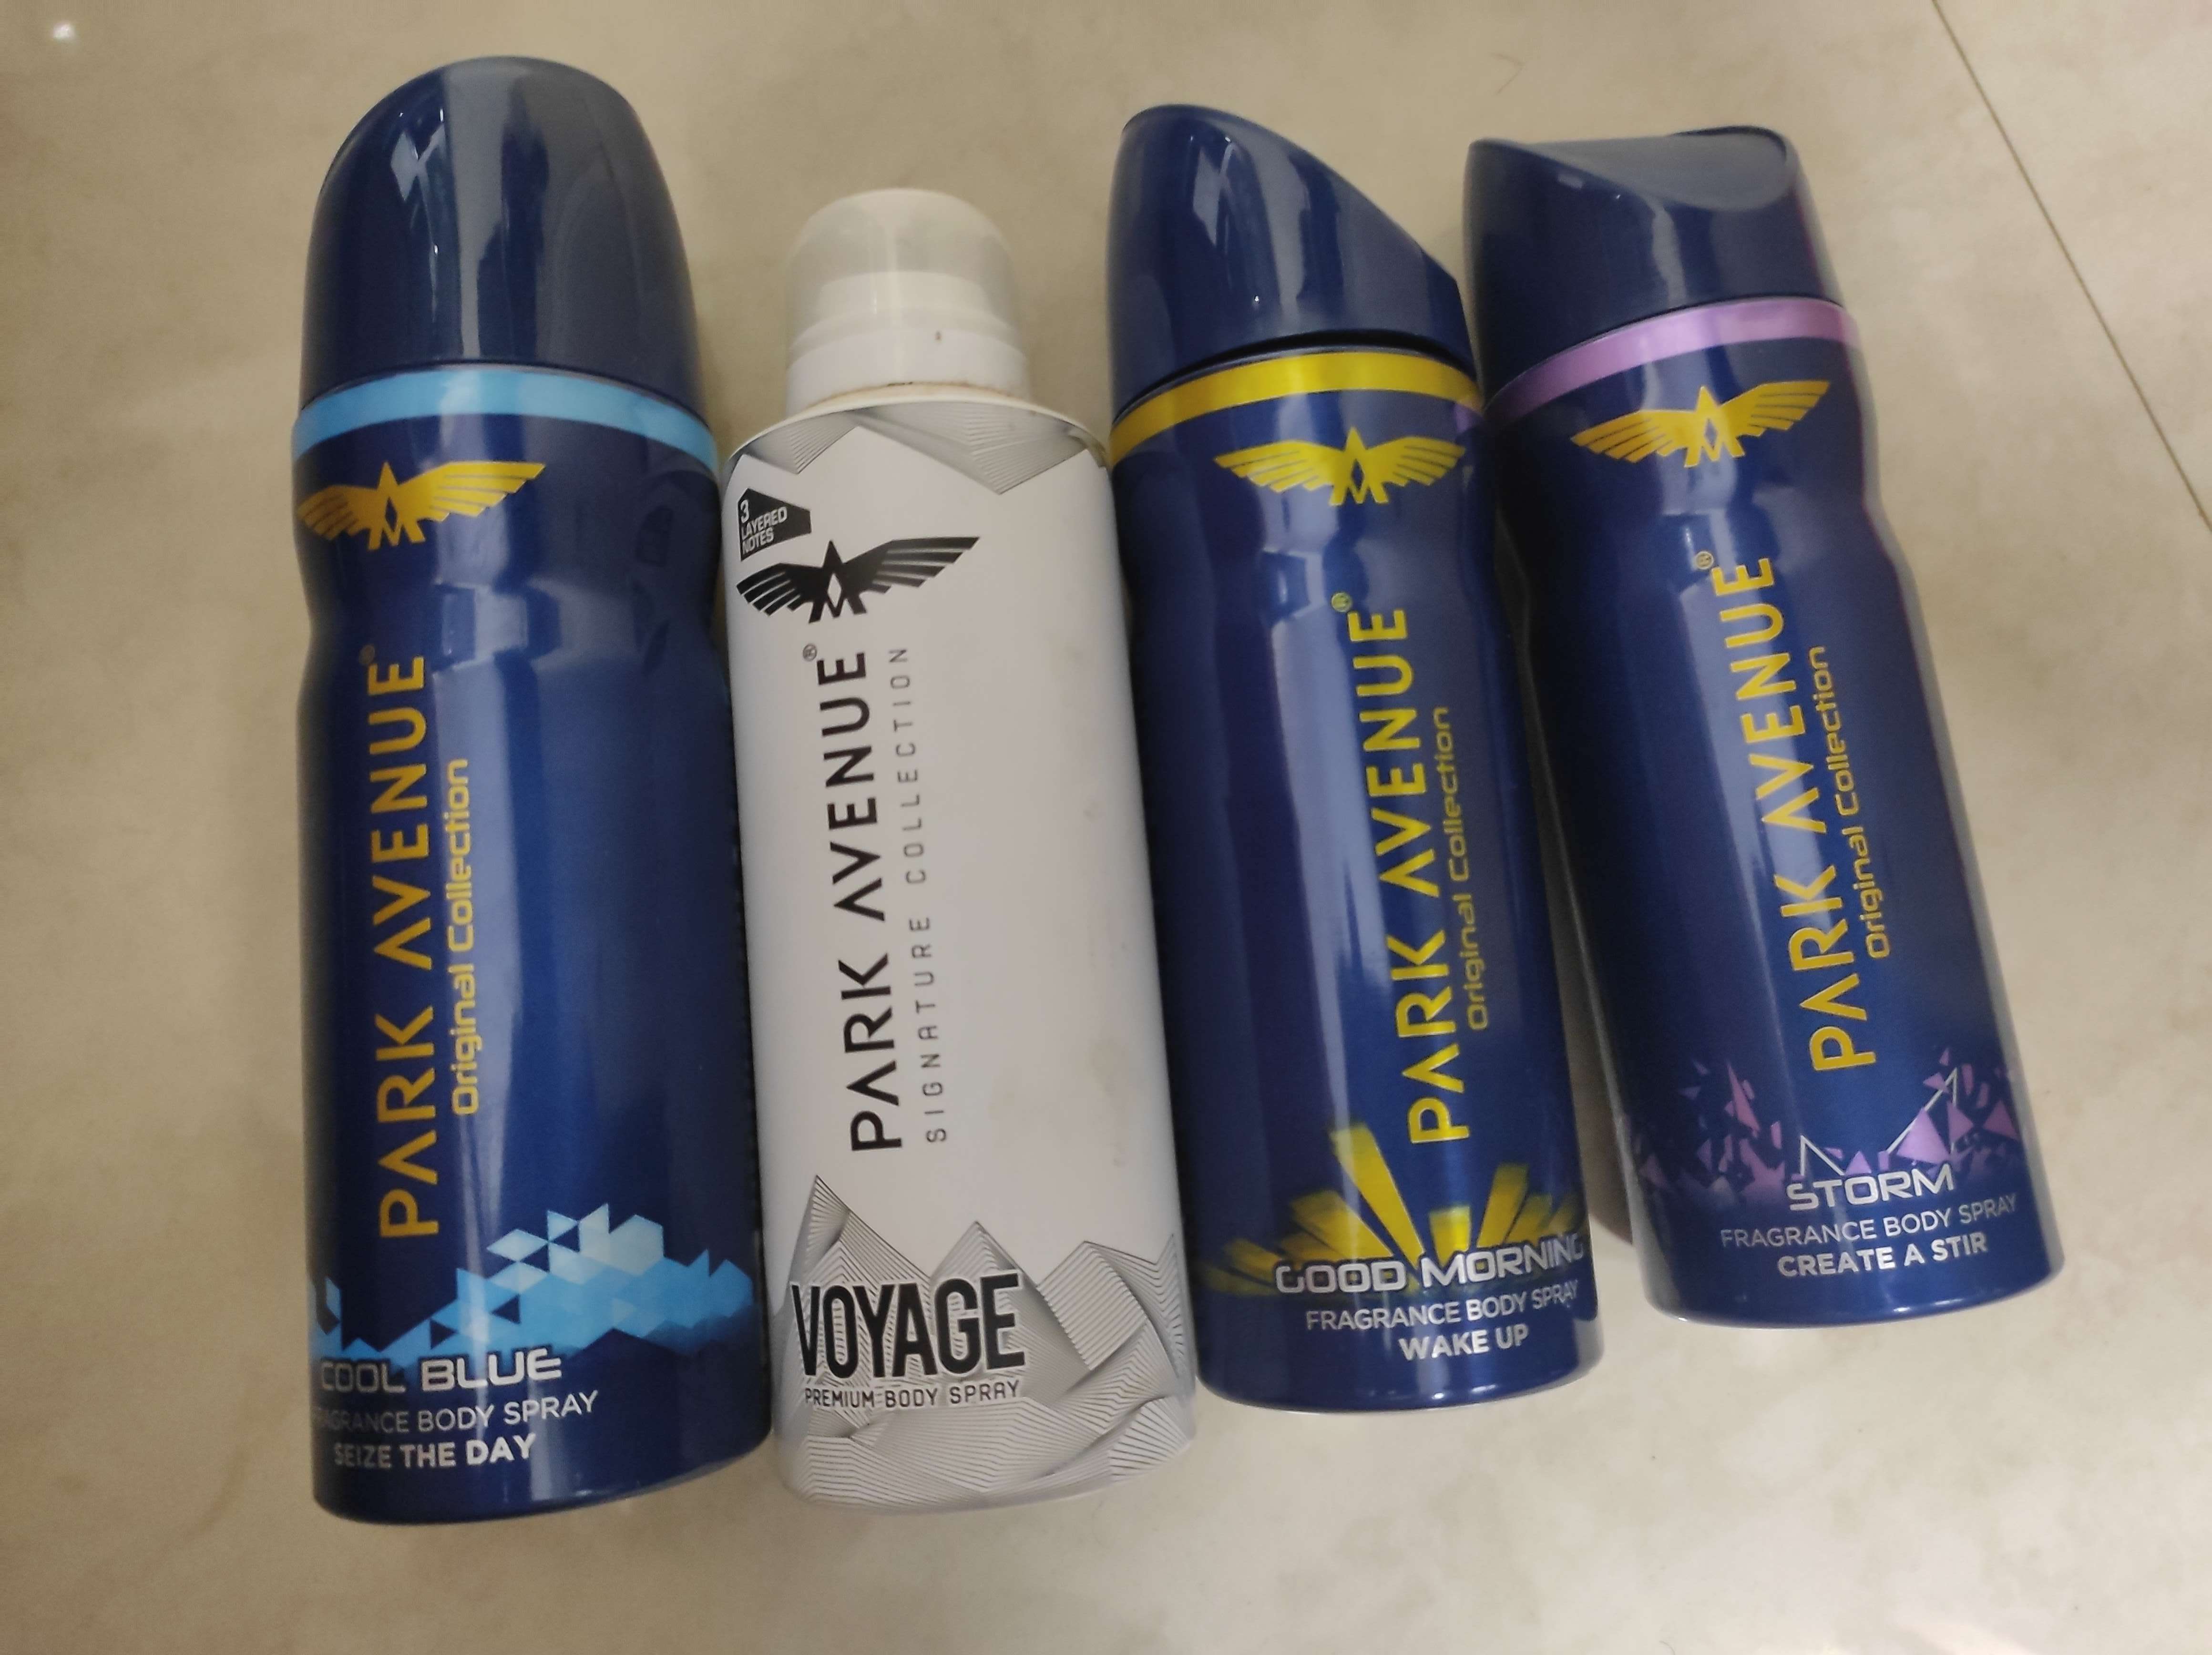 PARK AVENUE®
Original Collection
COOL BLUE
FRAGRANCE BODY SPRAY
SEIZE THE DAY
3
LAYERED
NOTES
PARK AVENUE®
SIGNATURE COLLECTION
VOYAGE
PREMIUM BODY SPRAY
PARK AVENUE®
Original Collection
GOOD MORNING
FRAGRANCE BODY SPRAY
WAKE UP
PARK AVENUE®
Original Collection
STORM
FRAGRANCE BODY SPRAY
CREATE A STIR